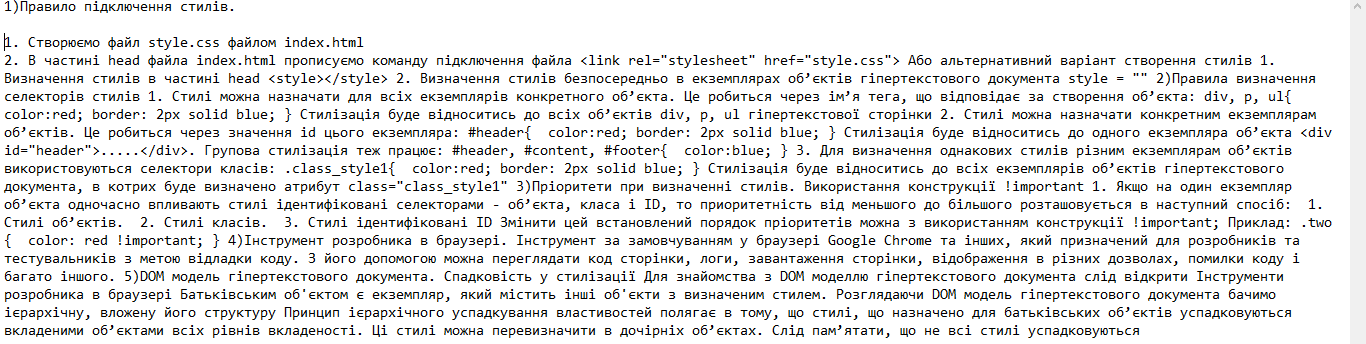 1)Правило підключення стилів.
1. Створюємо файл style.css файлом index.html
2. В частині head файла index.html прописуємо команду підключення файла <link rel="stylesheet" href="style.css"> Або альтернативний варіант створення стилів 1.
Визначення стилів в частині head <style></style> 2. Визначення стилів безпосередньо в екземплярах об’єктів гіпертекстового документа style = "" 2)Правила визначення
селекторів стилів 1. Стилі можна назначати для всіх екземплярів конкретного об’єкта. Це робиться через ім’я тега, що відповідає за створення об’єкта: div, p, ul{
color:red; border: 2px solid blue; } Стилізація буде відноситись до всіх об’єктів div, p, ul гіпертекстової сторінки 2. Стилі можна назначати конкретним екземплярам
об’єктів. Це робиться через значення id цього екземпляра: #header{  color:red; border: 2px solid blue; } Стилізація буде відноситись до одного екземпляра об’єкта <div
id="header">.....</div>. Групова стилізація теж працює: #header, #content, #footer{  color:blue; } 3. Для визначення однакових стилів різним екземплярам об’єктів
використовуються селектори класів: .class_style1{  color:red; border: 2px solid blue; } Стилізація буде відноситись до всіх екземплярів об’єктів гіпертекстового
документа, в котрих буде визначено атрибут class="class_style1" 3)Пріоритети при визначенні стилів. Використання конструкції !important 1. Якщо на один екземпляр
об’єкта одночасно впливають стилі ідентифіковані селекторами - об’єкта, класа і ID, то приоритетність від меньшого до більшого розташовується в наступний спосіб:  1.
Стилі об’єктів.  2. Стилі класів.  3. Стилі ідентифіковані ID Змінити цей встановлений порядок пріоритетів можна з використанням конструкції !important; Приклад: .two
{  color: red !important; } 4)Інструмент розробника в браузері. Інструмент за замовчуванням у браузері Google Chrome та інших, який призначений для розробників та
тестувальників з метою відладки коду. З його допомогою можна переглядати код сторінки, логи, завантаження сторінки, відображення в різних дозволах, помилки коду і
багато іншого. 5)DOM модель гіпертекстового документа. Спадковість у стилізації Для знайомства з DOM моделлю гіпертекстового документа слід відкрити Інструменти
розробника в браузері Батьківським об'єктом є екземпляр, який містить інші об'єкти з визначеним стилем. Розглядаючи DOM модель гіпертекстового документа бачимо
ієрархічну, вложену його структуру Принцип ієрархічного успадкування властивостей полягає в тому, що стилі, що назначено для батьківських об’єктів успадковуються
вкладеними об’єктами всіх рівнів вкладеності. Ці стилі можна перевизначити в дочірніх об’єктах. Слід пам’ятати, що не всі стилі успадковуються